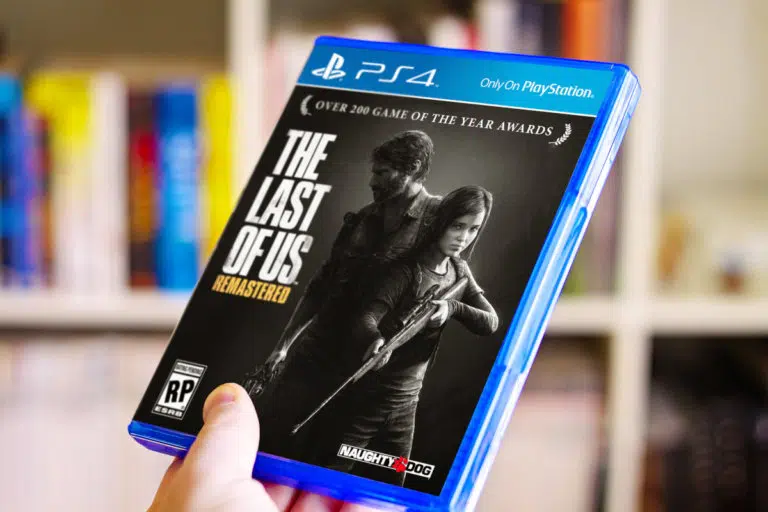 PS4
Only On PlayStation.
OVER 200 GAME OF THE YEAR AWARDS
THE
LAST
OF US
REMASTERED
RP
ESRB
NAUGHTY DOG